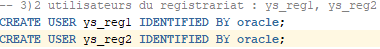 -- 3)2 utilisateurs du registrariat : ys_reg1, ys_reg2
CREATE USER ys_reg1 IDENTIFIED BY oracle;
CREATE USER ys_reg2 IDENTIFIED BY oracle;